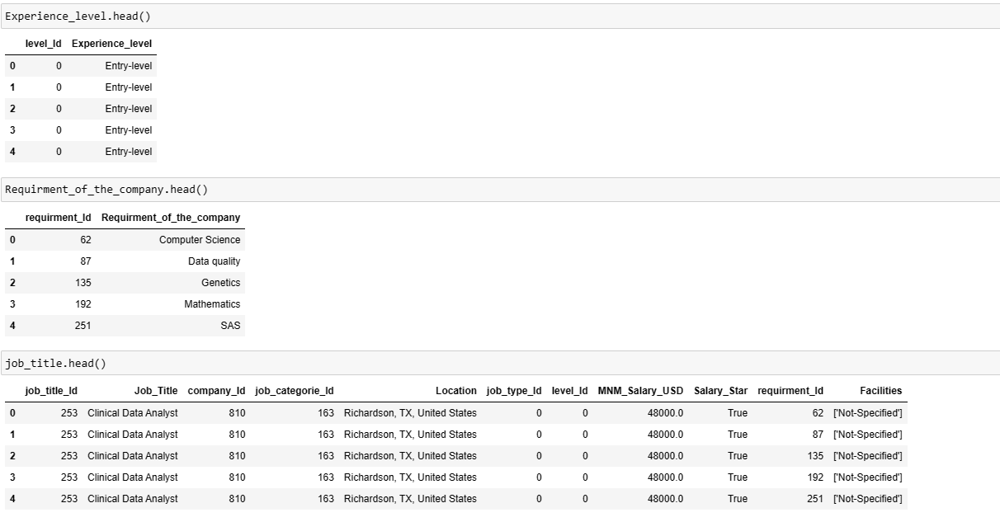 Experience_level.head()
level_Id Experience_level
0 0 Entry-level
1 0 Entry-level
2 0 Entry-level
3 0 Entry-level
4 0 Entry-level
Requirment_of_the_company.head()
requirment_Id Requirment_of_the_company
0 62 Computer Science
1 87 Data quality
2 135 Genetics
3 192 Mathematics
4 251 SAS
job_title.head()
job_title_Id Job_Title company_Id job_categorie_Id Location job_type_Id level_Id MNM_Salary_USD Salary_Star requirment_Id Facilities
0 253 Clinical Data Analyst 810 163 Richardson, TX, United States 0 0 48000.0 True 62 ['Not-Specified']
1 253 Clinical Data Analyst 810 163 Richardson, TX, United States 0 0 48000.0 True 87 ['Not-Specified']
2 253 Clinical Data Analyst 810 163 Richardson, TX, United States 0 0 48000.0 True 135 ['Not-Specified']
3 253 Clinical Data Analyst 810 163 Richardson, TX, United States 0 0 48000.0 True 192 ['Not-Specified']
4 253 Clinical Data Analyst 810 163 Richardson, TX, United States 0 0 48000.0 True 251 ['Not-Specified']